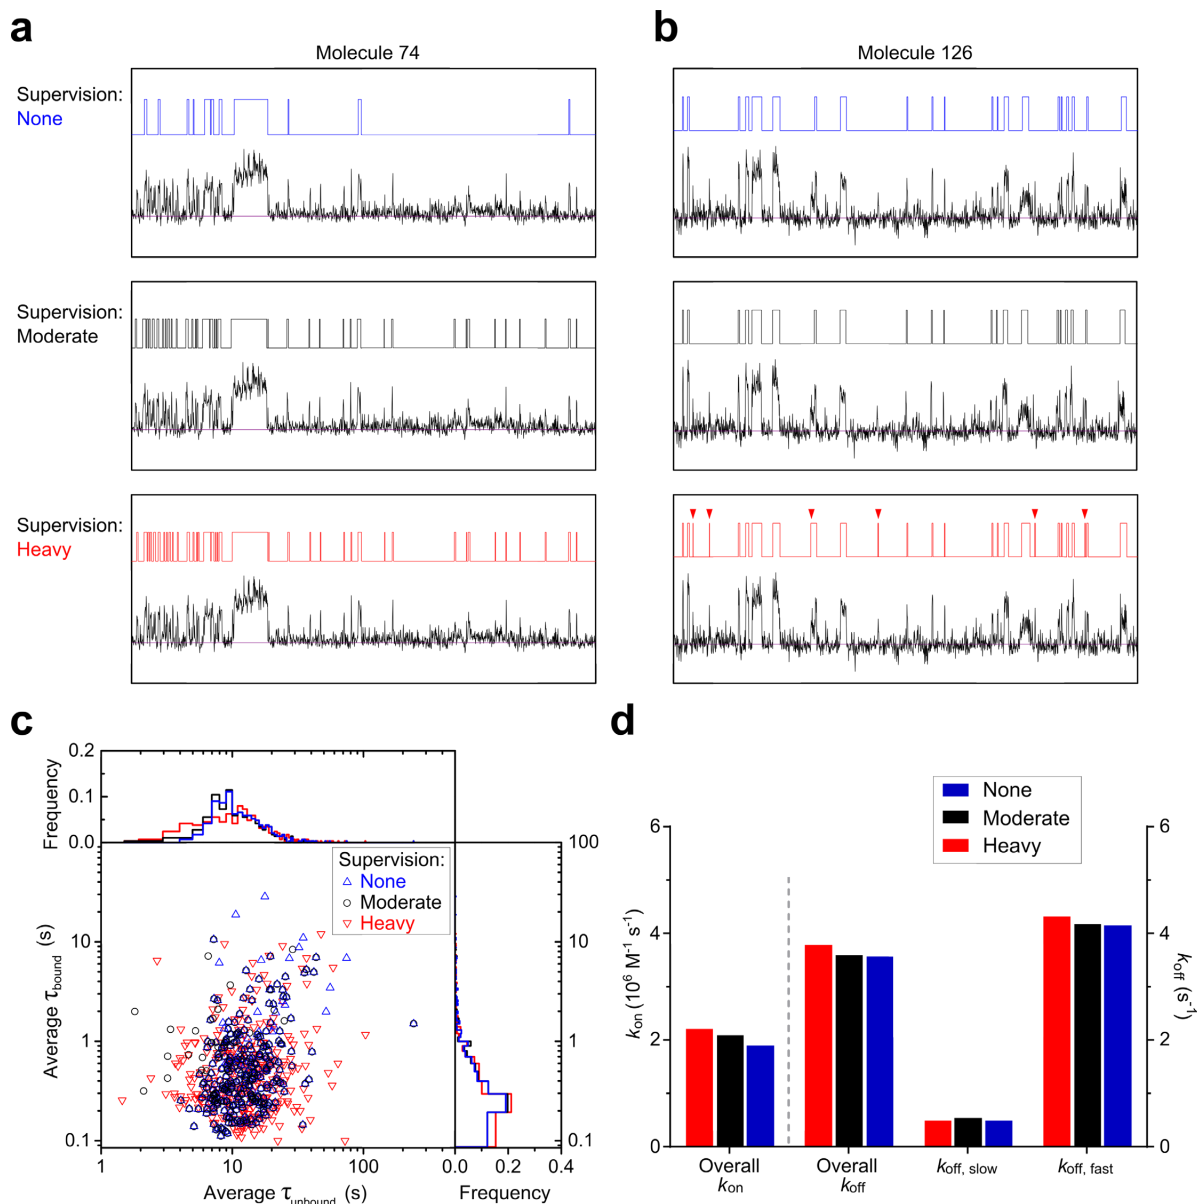 a
b
Molecule 74
Molecule 126
Supervision:
None
Supervision:
Moderate
Supervision:
Heavy
c
d
0.2
0.1
0.0
Frequency
Supervision:
None
Moderate
Heavy
100
10
1
0.1
Average τbound (s)
10
1
0.1
1 10 100
Average τunbound (s)
0.0 0.2 0.4
Frequency
None
Moderate
Heavy
6
4
2
0
kon (10⁶ M⁻¹ s⁻¹)
6
4
2
0
koff (s⁻¹)
Overall
kon
Overall
koff
koff, slow
koff, fast